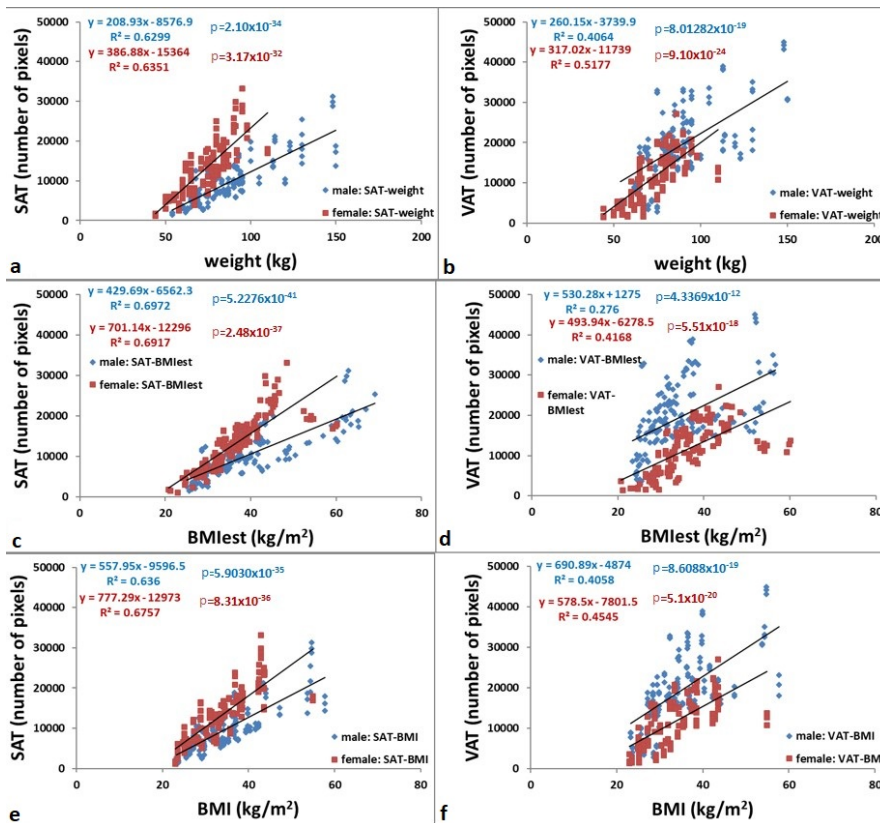 y = 208.93x - 8576.9
R² = 0.6299
p=2.10x10⁻³⁴
y = 386.88x - 15364
R² = 0.6351
p=3.17x10⁻³²
SAT (number of pixels)
50000
40000
30000
20000
10000
0
male: SAT-weight
female: SAT-weight
0 50 100 150 200
weight (kg)
a
y = 260.15x - 3739.9
R² = 0.4064
p=8.01282x10⁻¹⁹
y = 317.02x - 11739
R² = 0.5177
p=9.10x10⁻²⁴
VAT (number of pixels)
50000
40000
30000
20000
10000
0
male: VAT-weight
female: VAT-weight
0 50 100 150 200
weight (kg)
b
y = 429.69x - 6562.3
R² = 0.6972
p=5.2276x10⁻⁴¹
y = 701.14x - 12296
R² = 0.6917
p=2.48x10⁻³⁷
SAT (number of pixels)
50000
40000
30000
20000
10000
0
male: SAT-BMIest
female: SAT-BMIest
0 20 40 60 80
BMIest (kg/m²)
c
y = 530.28x + 1275
R² = 0.276
p=4.3369x10⁻¹²
y = 493.94x - 6278.5
R² = 0.4168
p=5.51x10⁻¹⁸
VAT (number of pixels)
50000
40000
30000
20000
10000
0
male: VAT-BMIest
female: VAT-
BMIest
0 20 40 60 80
BMIest (kg/m²)
d
y = 557.95x - 9596.5
R² = 0.636
p=5.9030x10⁻³⁵
y = 777.29x - 12973
R² = 0.6757
p=8.31x10⁻³⁶
SAT (number of pixels)
50000
40000
30000
20000
10000
0
male: SAT-BMI
female: SAT-BMI
0 20 40 60 80
BMI (kg/m²)
e
y = 690.89x - 4874
R² = 0.4058
p=8.6088x10⁻¹⁹
y = 578.5x - 7801.5
R² = 0.4545
p=5.1x10⁻²⁰
VAT (number of pixels)
50000
40000
30000
20000
10000
0
male: VAT-BMI
female: VAT-BM
0 20 40 60 80
BMI (kg/m²)
f